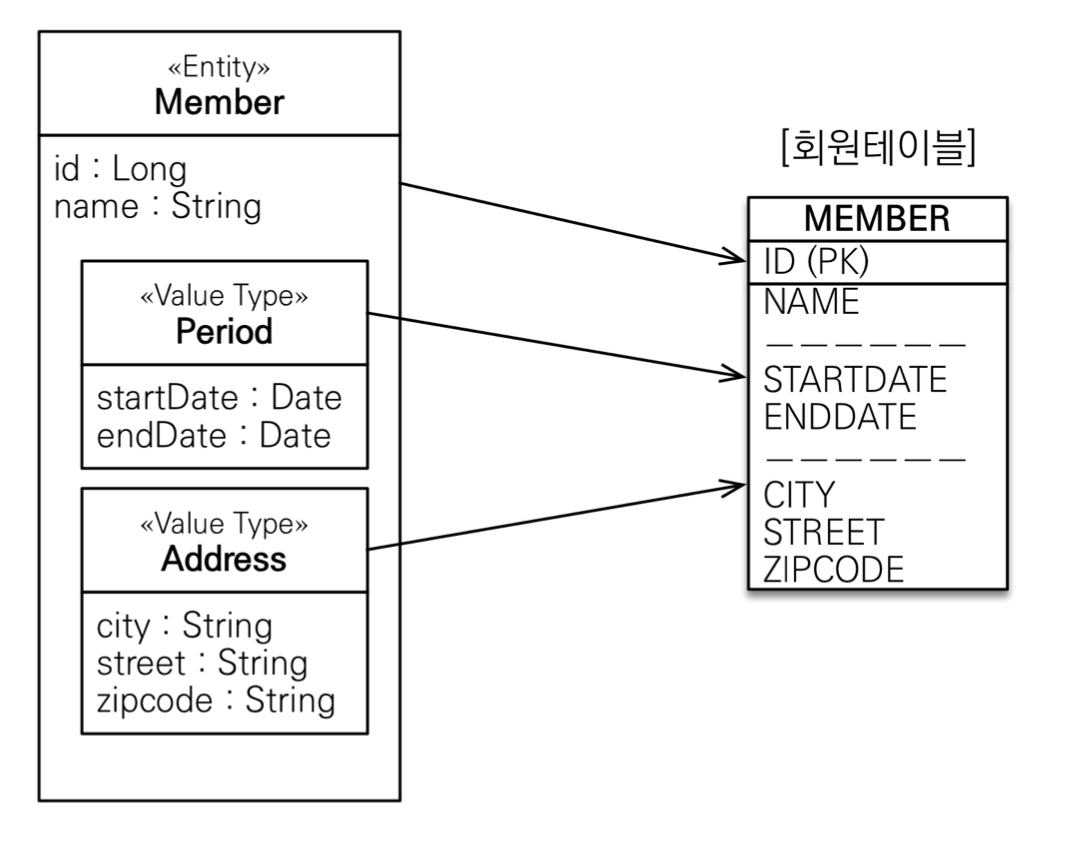 «Entity»
Member
id : Long
name : String
«Value Type»
Period
startDate : Date
endDate : Date
«Value Type»
Address
city : String
street : String
zipcode : String
[회원테이블]
MEMBER
ID (PK)
NAME
STARTDATE
ENDDATE
CITY
STREET
ZIPCODE